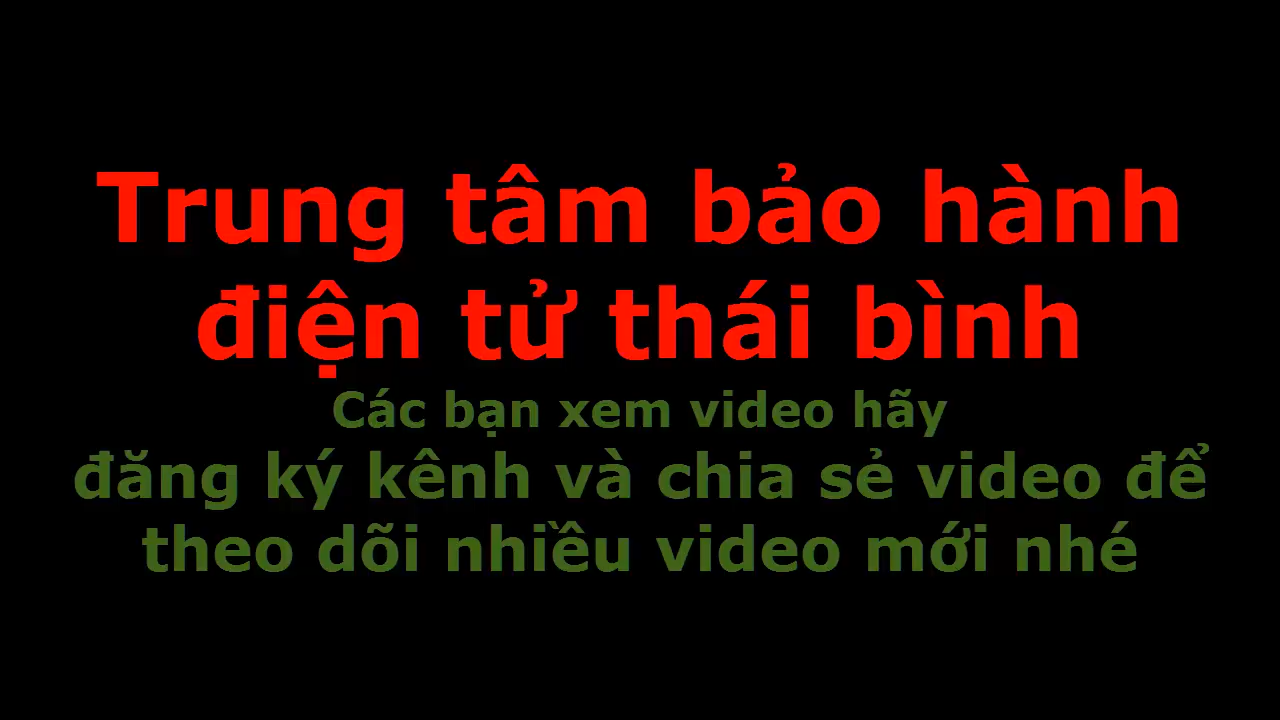 Trung tâm bảo hành
điện tử thái bình
Các bạn xem video hãy
đăng ký kênh và chia sẻ video để
theo dõi nhiều video mới nhé